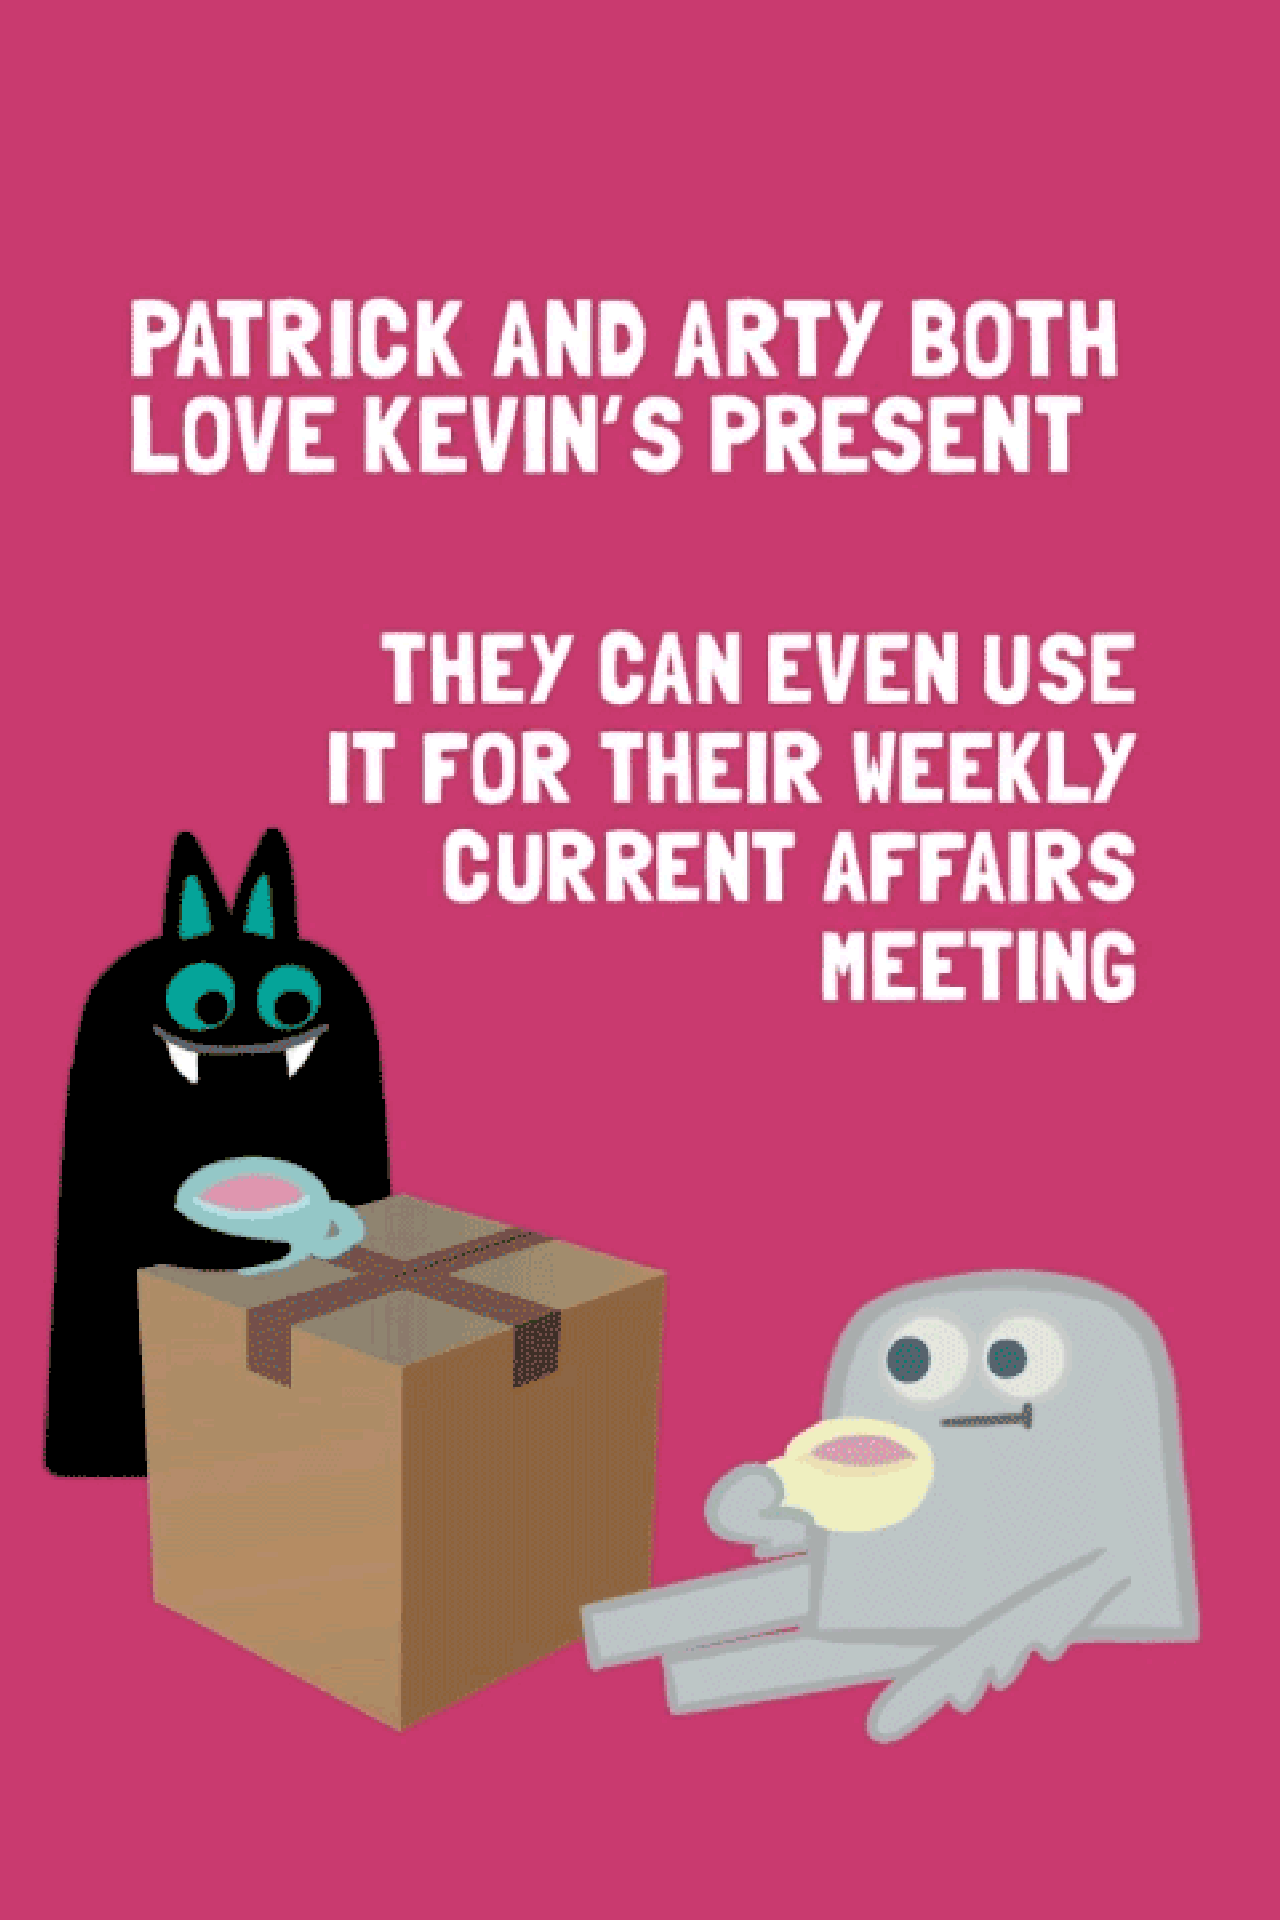 PATRICK AND ARTY BOTH
LOVE KEVIN'S PRESENT
THEY CAN EVEN USE
IT FOR THEIR WEEKLY
CURRENT AFFAIRS
MEETING